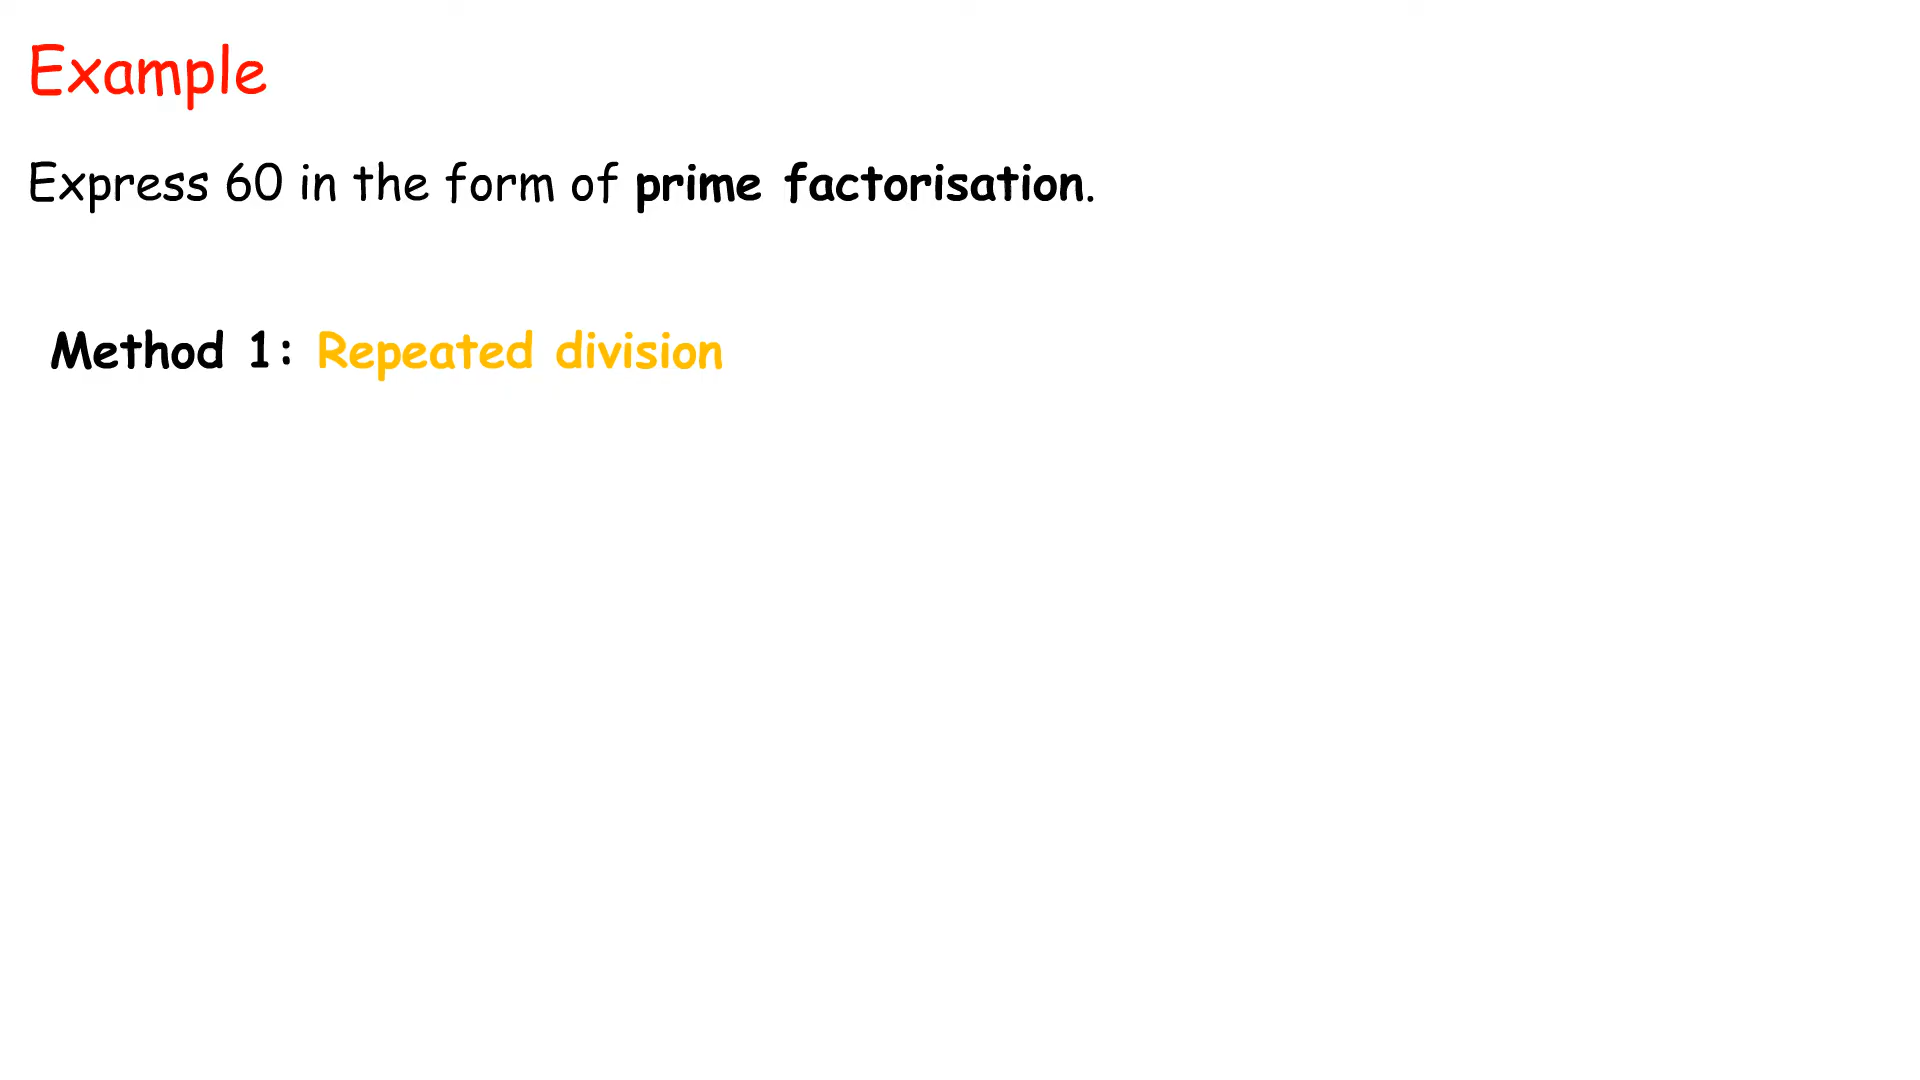 Example
Express 60 in the form of prime factorisation.
Method 1: Repeated division